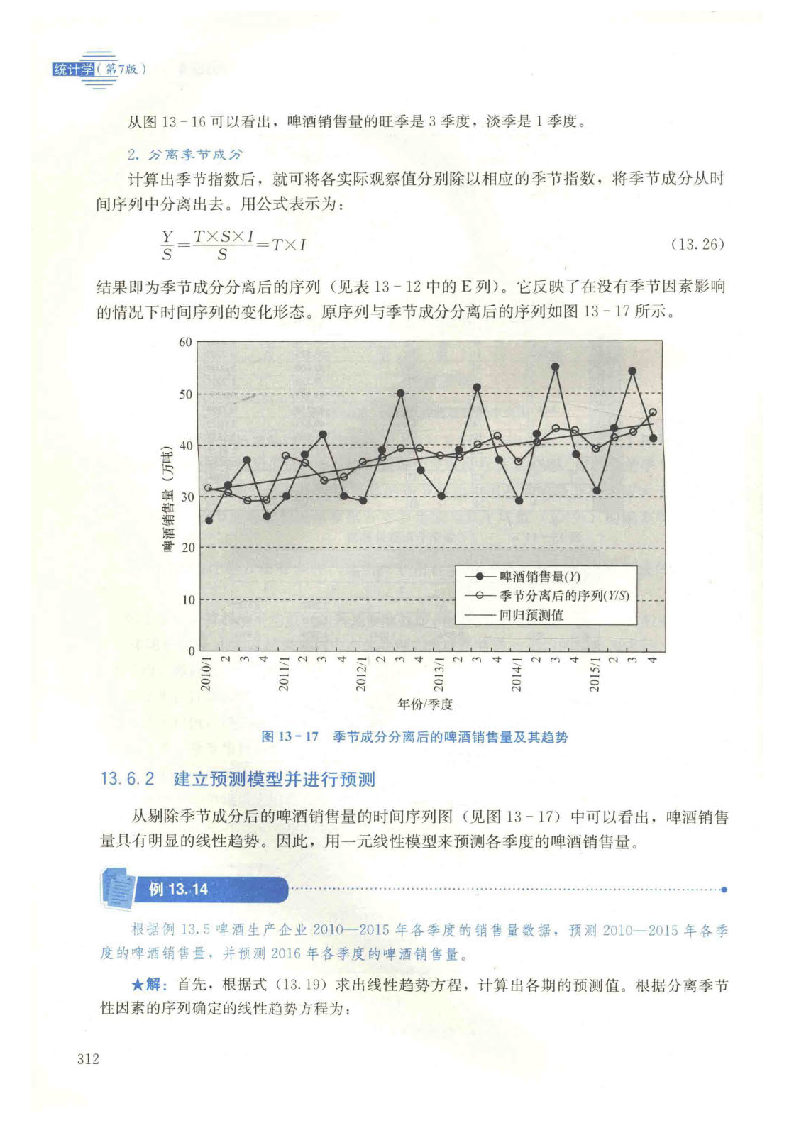 统计学(第7版)
从图 13-16 可以看出,啤酒销售量的旺季是 3 季度,淡季是 1 季度。
2. 分离季节成分
计算出季节指数后,就可将各实际观察值分别除以相应的季节指数,将季节成分从时
间序列中分离出去。用公式表示为:
Y/S = T×S×I/S = T×I (13.26)
结果即为季节成分分离后的序列(见表 13-12 中的 E 列)。它反映了在没有季节因素影响
的情况下时间序列的变化形态。原序列与季节成分分离后的序列如图 13-17 所示。
60
50
40
30
20
10
0
啤酒销售量(万吨)
啤酒销售量(Y)
季节分离后的序列(Y/S)
回归预测值
2010/1 2 3 4 2011/1 2 3 4 2012/1 2 3 4 2013/1 2 3 4 2014/1 2 3 4 2015/1 2 3 4
年份/季度
图 13-17 季节成分分离后的啤酒销售量及其趋势
13.6.2 建立预测模型并进行预测
从剔除季节成分后的啤酒销售量的时间序列图(见图 13-17)中可以看出,啤酒销售
量具有明显的线性趋势。因此,用一元线性模型来预测各季度的啤酒销售量。
例 13.14
根据例 13.5 啤酒生产企业 2010—2015 年各季度的销售量数据,预测 2010—2015 年各季
度的啤酒销售量,并预测 2016 年各季度的啤酒销售量。
★解:首先,根据式(13.19)求出线性趋势方程,计算出各期的预测值。根据分离季节
性因素的序列确定的线性趋势方程为:
312